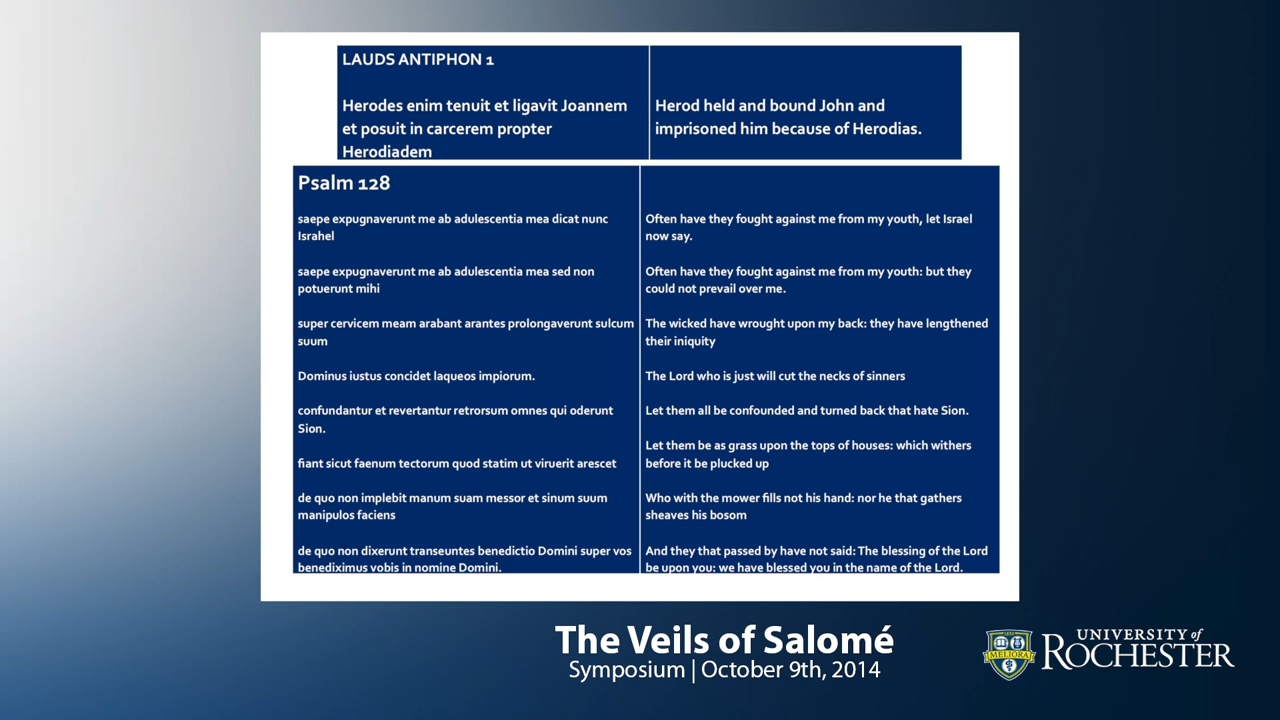 LAUDS ANTIPHON 1
Herodes enim tenuit et ligavit Joannem
et posuit in carcerem propter
Herodiadem
Herod held and bound John and
imprisoned him because of Herodias.
Psalm 128
saepe expugnaverunt me ab adulescentia mea dicat nunc
Israhel
saepe expugnaverunt me ab adulescentia mea sed non
potuerunt mihi
super cervicem meam arabant arantes prolongaverunt sulcum
suum
Dominus iustus concidet laqueos impiorum.
confundantur et revertantur retrorsum omnes qui oderunt
Sion.
fiant sicut faenum tectorum quod statim ut viruerit arescet
de quo non implebit manum suam messor et sinum suum
manipulos faciens
de quo non dixerunt transeuntes benedictio Domini super vos
benediximus vobis in nomine Domini.
Often have they fought against me from my youth, let Israel
now say.
Often have they fought against me from my youth: but they
could not prevail over me.
The wicked have wrought upon my back: they have lengthened
their iniquity
The Lord who is just will cut the necks of sinners
Let them all be confounded and turned back that hate Sion.
Let them be as grass upon the tops of houses: which withers
before it be plucked up
Who with the mower fills not his hand: nor he that gathers
sheaves his bosom
And they that passed by have not said: The blessing of the Lord
be upon you: we have blessed you in the name of the Lord.
The Veils of Salomé
Symposium | October 9th, 2014
MELIORA
UNIVERSITY of
ROCHESTER